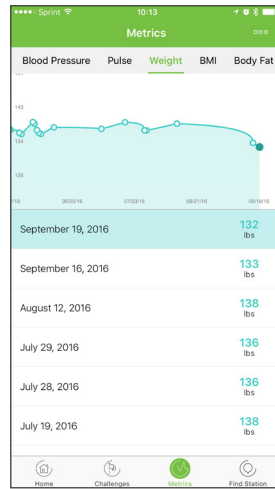 Sprint 10:13
Metrics
Blood Pressure Pulse Weight BMI Body Fat
143
134
126
06/23/16 07/23/16 08/21/16 09/19/16
September 19, 2016 132 lbs
September 16, 2016 133 lbs
August 12, 2016 138 lbs
July 29, 2016 136 lbs
July 28, 2016 136 lbs
July 19, 2016 138 lbs
Home Challenges Metrics Find Station